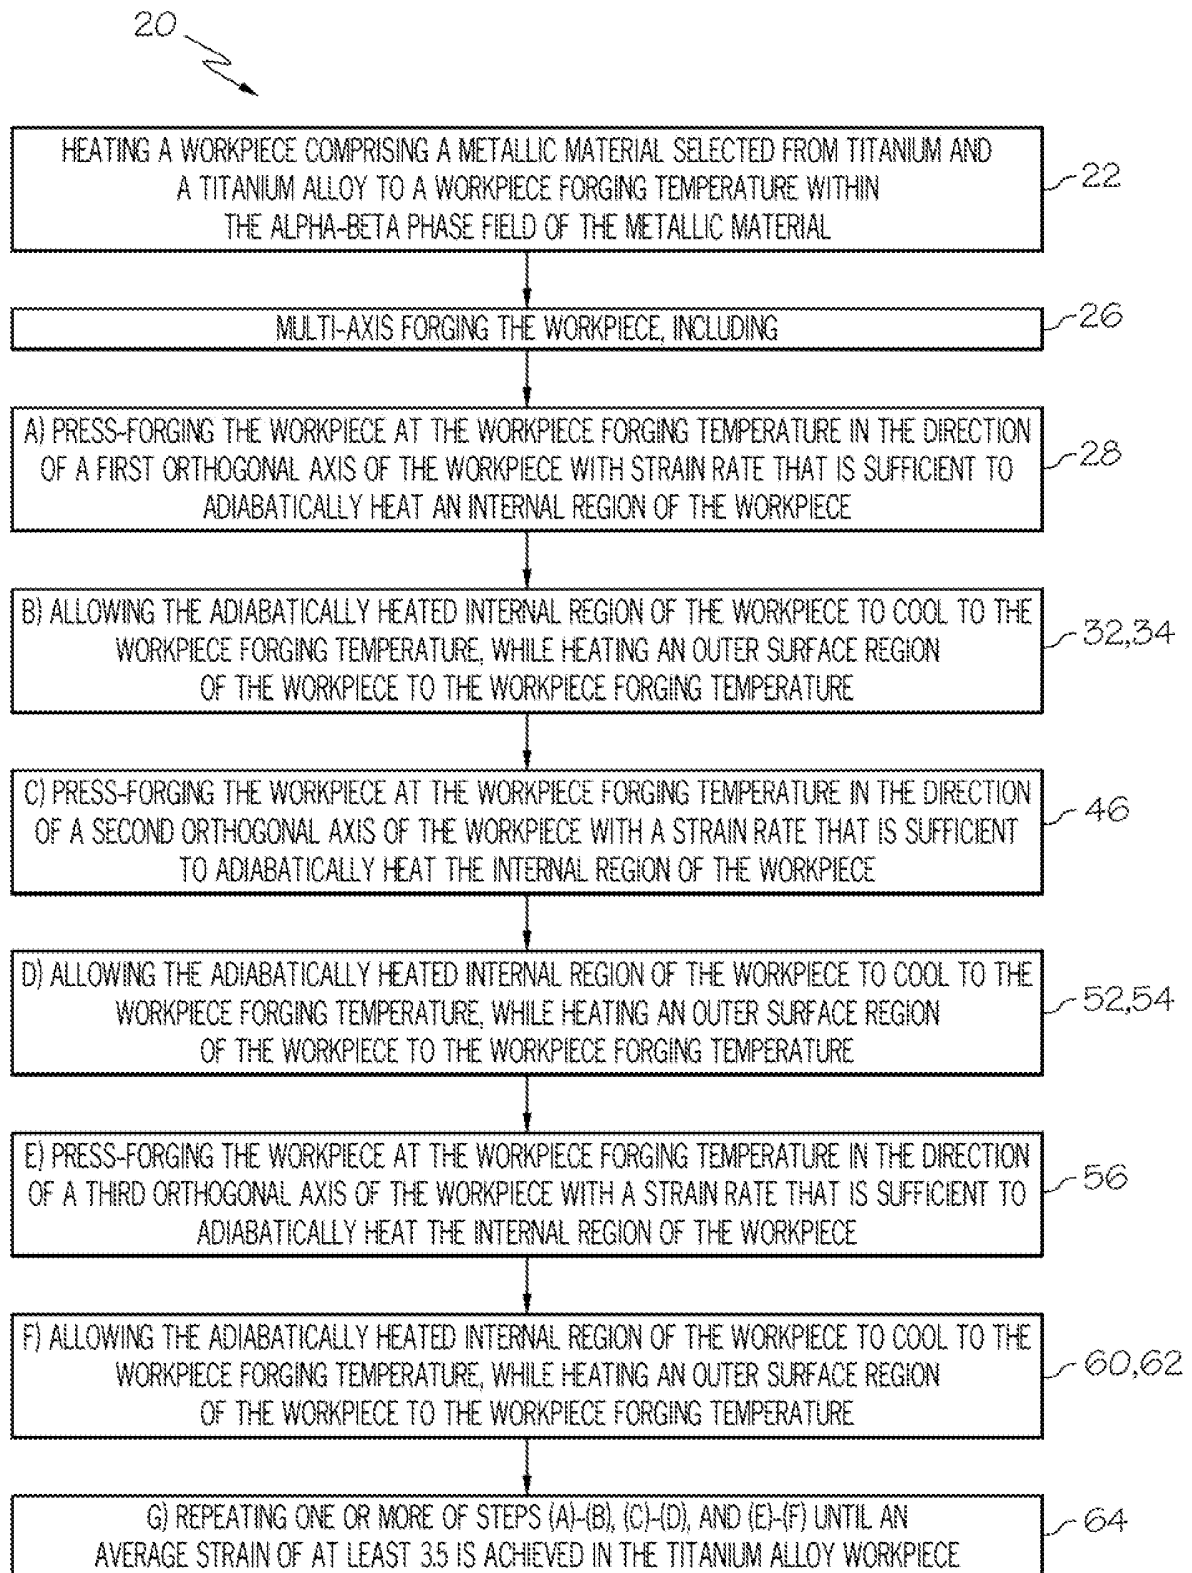 20
HEATING A WORKPIECE COMPRISING A METALLIC MATERIAL SELECTED FROM TITANIUM AND
A TITANIUM ALLOY TO A WORKPIECE FORGING TEMPERATURE WITHIN
THE ALPHA-BETA PHASE FIELD OF THE METALLIC MATERIAL
22
MULTI-AXIS FORGING THE WORKPIECE, INCLUDING
26
A) PRESS-FORGING THE WORKPIECE AT THE WORKPIECE FORGING TEMPERATURE IN THE DIRECTION
OF A FIRST ORTHOGONAL AXIS OF THE WORKPIECE WITH STRAIN RATE THAT IS SUFFICIENT TO
ADIABATICALLY HEAT AN INTERNAL REGION OF THE WORKPIECE
28
B) ALLOWING THE ADIABATICALLY HEATED INTERNAL REGION OF THE WORKPIECE TO COOL TO THE
WORKPIECE FORGING TEMPERATURE, WHILE HEATING AN OUTER SURFACE REGION
OF THE WORKPIECE TO THE WORKPIECE FORGING TEMPERATURE
32,34
C) PRESS-FORGING THE WORKPIECE AT THE WORKPIECE FORGING TEMPERATURE IN THE DIRECTION
OF A SECOND ORTHOGONAL AXIS OF THE WORKPIECE WITH A STRAIN RATE THAT IS SUFFICIENT
TO ADIABATICALLY HEAT THE INTERNAL REGION OF THE WORKPIECE
46
D) ALLOWING THE ADIABATICALLY HEATED INTERNAL REGION OF THE WORKPIECE TO COOL TO THE
WORKPIECE FORGING TEMPERATURE, WHILE HEATING AN OUTER SURFACE REGION
OF THE WORKPIECE TO THE WORKPIECE FORGING TEMPERATURE
52,54
E) PRESS-FORGING THE WORKPIECE AT THE WORKPIECE FORGING TEMPERATURE IN THE DIRECTION
OF A THIRD ORTHOGONAL AXIS OF THE WORKPIECE WITH A STRAIN RATE THAT IS SUFFICIENT TO
ADIABATICALLY HEAT THE INTERNAL REGION OF THE WORKPIECE
56
F) ALLOWING THE ADIABATICALLY HEATED INTERNAL REGION OF THE WORKPIECE TO COOL TO THE
WORKPIECE FORGING TEMPERATURE, WHILE HEATING AN OUTER SURFACE REGION
OF THE WORKPIECE TO THE WORKPIECE FORGING TEMPERATURE
60,62
G) REPEATING ONE OR MORE OF STEPS (A)-(B), (C)-(D), AND (E)-(F) UNTIL AN
AVERAGE STRAIN OF AT LEAST 3.5 IS ACHIEVED IN THE TITANIUM ALLOY WORKPIECE
64